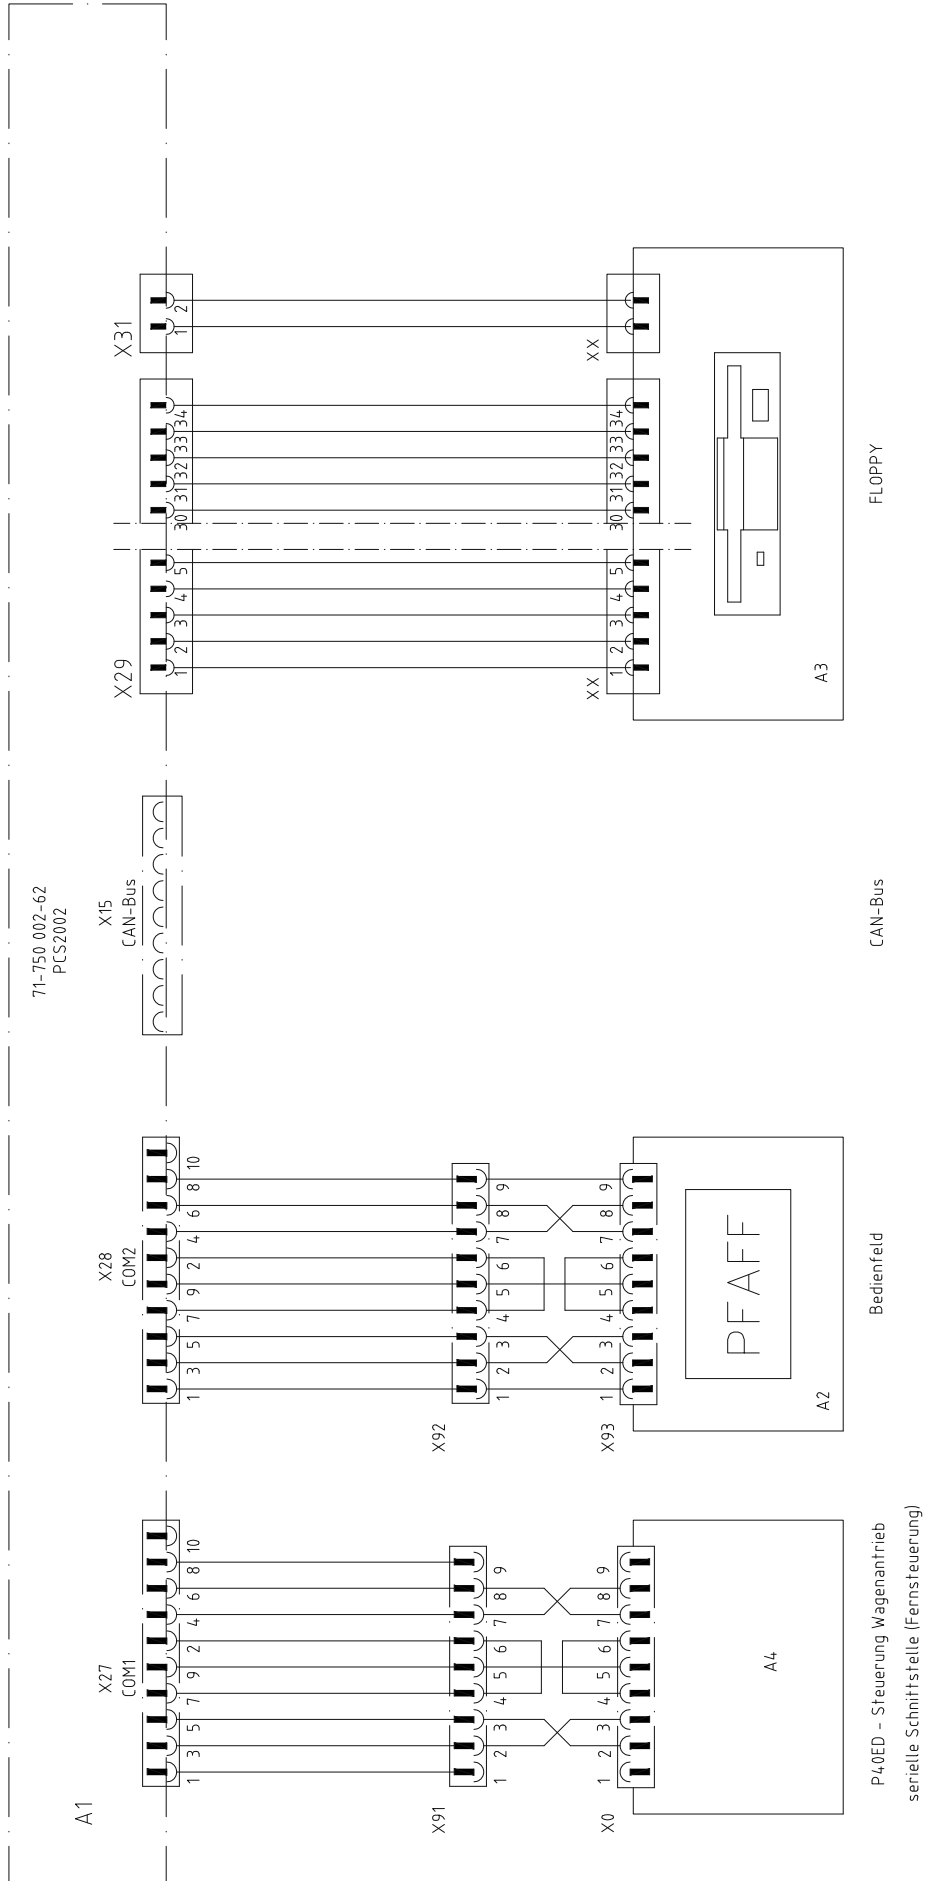 A1
71-750 002-62
PCS2002
X27
COM1
1 3 5 7 9 2 4 6 8 10
X28
COM2
1 3 5 7 9 2 4 6 8 10
X15
CAN-Bus
X29
1 2 3 4 5 30 31 32 33 34
X31
1 2
X91
1 2 3 4 5 6 7 8 9
X92
1 2 3 4 5 6 7 8 9
X0
1 2 3 4 5 6 7 8 9
X93
1 2 3 4 5 6 7 8 9
XX
1 2 3 4 5 30 31 32 33 34
XX
A4
A2
PFAFF
A3
P40ED - Steuerung Wagenantrieb
serielle Schnittstelle (Fernsteuerung)
Bedienfeld
CAN-Bus
FLOPPY